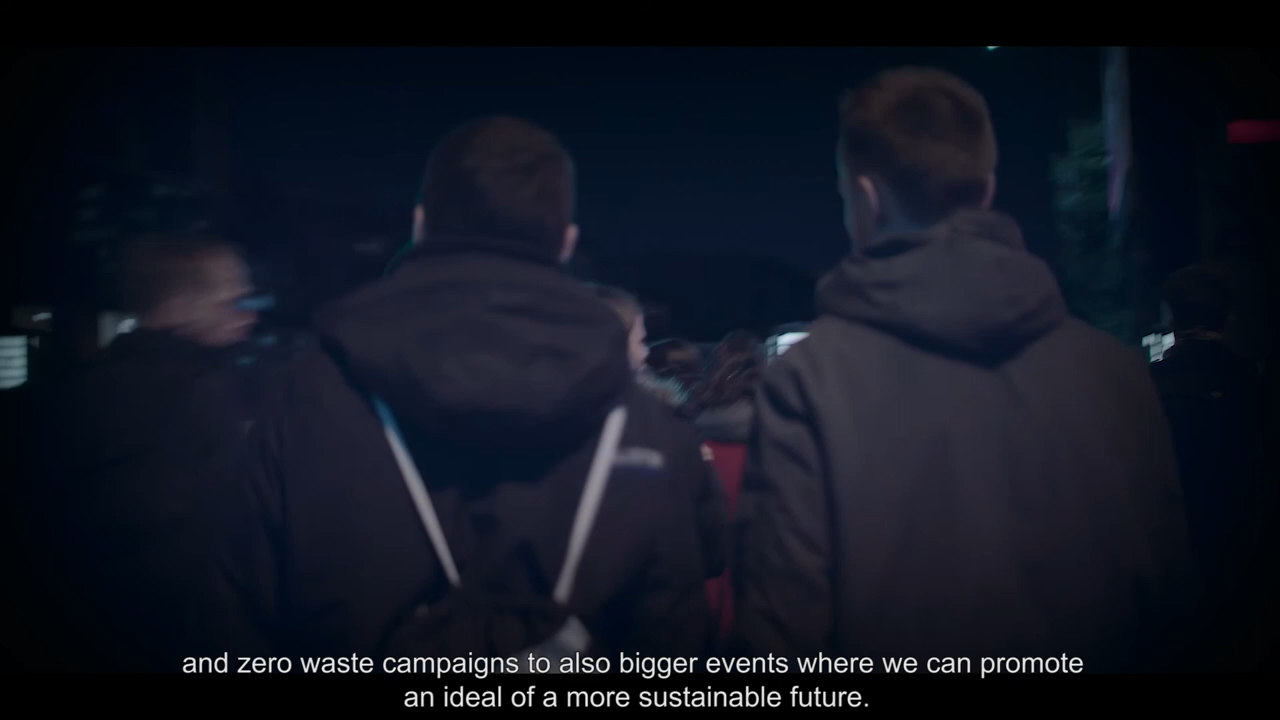 and zero waste campaigns to also bigger events where we can promote
an ideal of a more sustainable future.